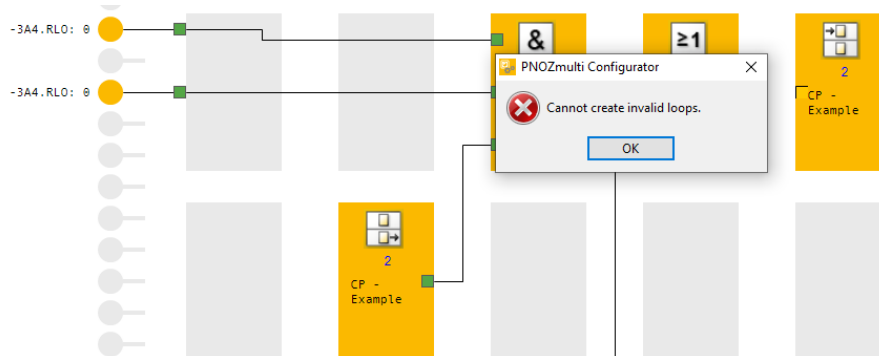 -3A4.RLO: 0
&
≥1
PNOZmulti Configurator
2
-3A4.RLO: 0
Cannot create invalid loops.
CP -
Example
OK
2
CP -
Example